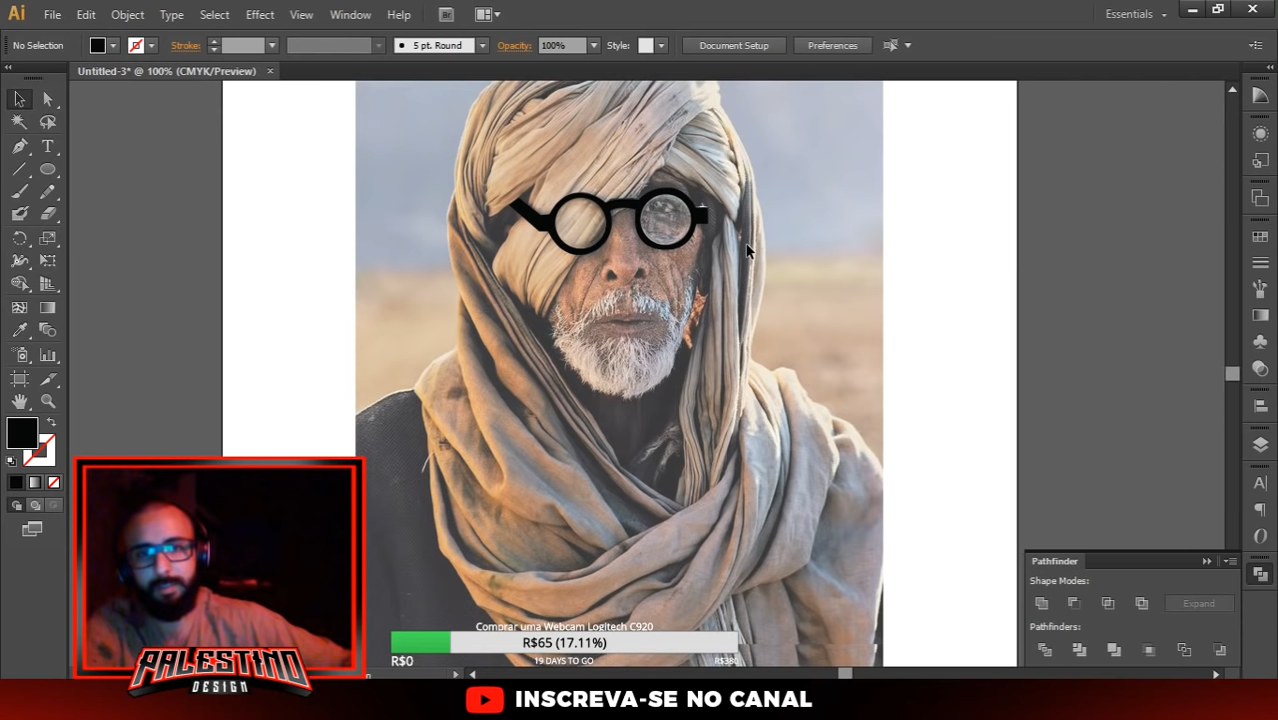 Ai File Edit Object Type Select Effect View Window Help Br Essentials
No Selection Stroke: 5 pt. Round Opacity: 100% Style: Document Setup Preferences
Untitled-3* @ 100% (CMYK/Preview)
Pathfinder
Shape Modes:
Expand
Pathfinders:
Comprar uma Webcam Logitech C920
R$65 (17.11%)
R$0 19 DAYS TO GO R$380
PALESTINO
DESIGN
INSCREVA-SE NO CANAL